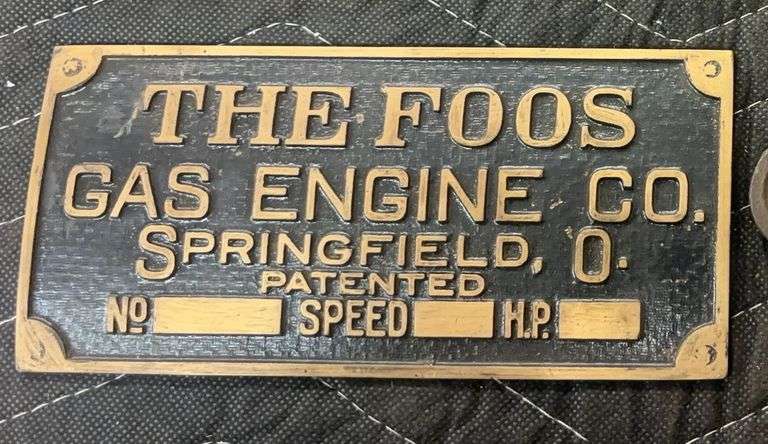 THE FOOS
GAS ENGINE CO.
SPRINGFIELD, O.
PATENTED
No SPEED H.P.